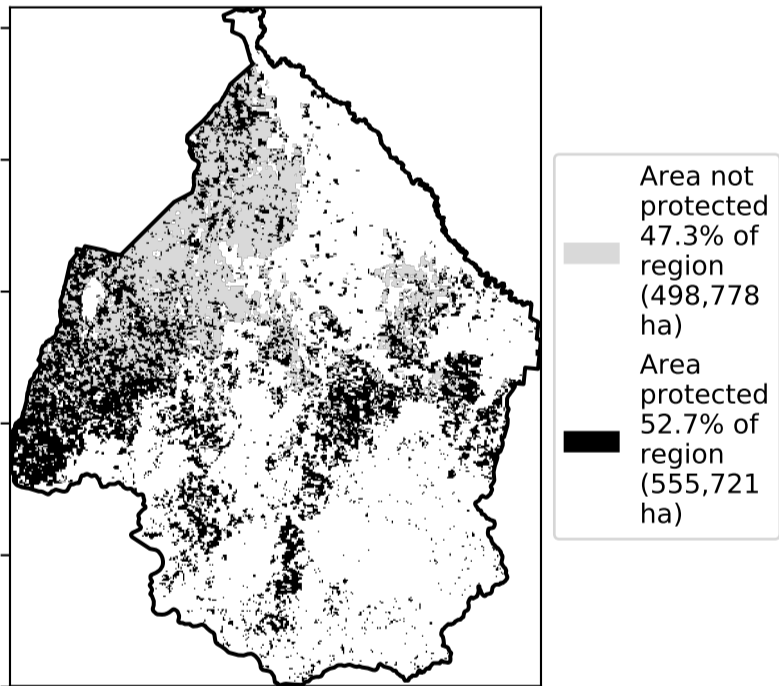 Area not
protected
47.3% of
region
(498,778
ha)
Area
protected
52.7% of
region
(555,721
ha)